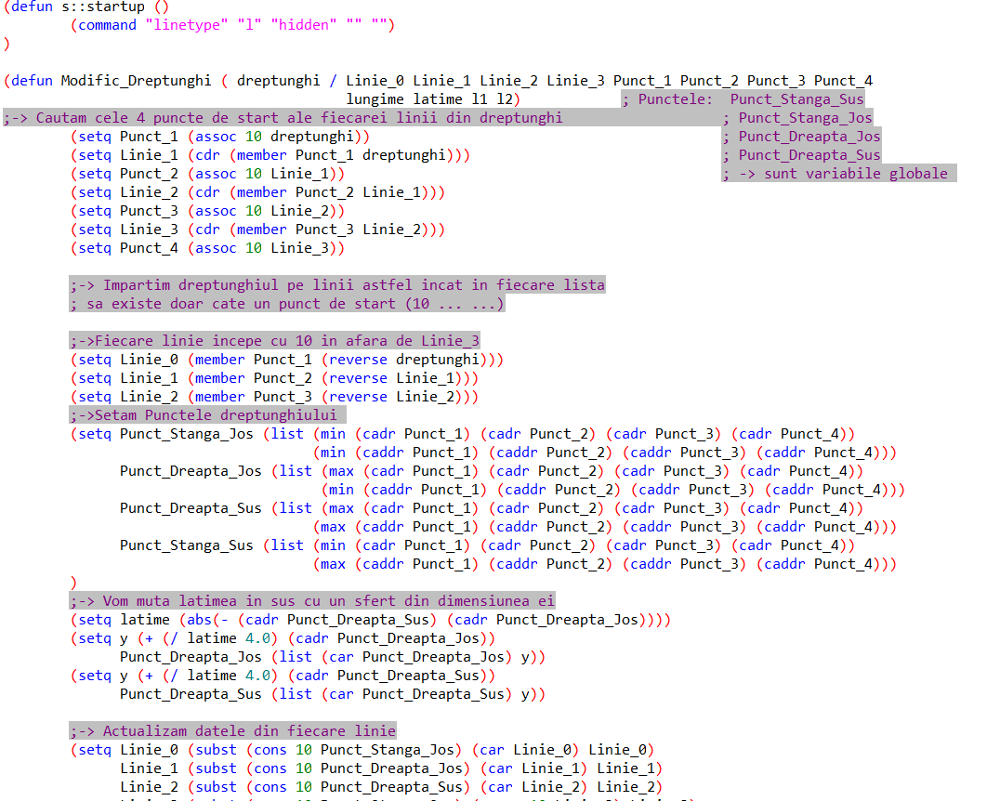 (defun s::startup ()
(command "linetype" "l" "hidden" "" "")
)
(defun Modific_Dreptunghi ( dreptunghi / Linie_0 Linie_1 Linie_2 Linie_3 Punct_1 Punct_2 Punct_3 Punct_4
lungime latime l1 l2) ; Punctele: Punct_Stanga_Sus
;-> Cautam cele 4 puncte de start ale fiecarei linii din dreptunghi ; Punct_Stanga_Jos
(setq Punct_1 (assoc 10 dreptunghi)) ; Punct_Dreapta_Jos
(setq Linie_1 (cdr (member Punct_1 dreptunghi))) ; Punct_Dreapta_Sus
(setq Punct_2 (assoc 10 Linie_1)) ; -> sunt variabile globale
(setq Linie_2 (cdr (member Punct_2 Linie_1)))
(setq Punct_3 (assoc 10 Linie_2))
(setq Linie_3 (cdr (member Punct_3 Linie_2)))
(setq Punct_4 (assoc 10 Linie_3))
;-> Impartim dreptunghiul pe linii astfel incat in fiecare lista
; sa existe doar cate un punct de start (10 ... ...)
;->Fiecare linie incepe cu 10 in afara de Linie_3
(setq Linie_0 (member Punct_1 (reverse dreptunghi)))
(setq Linie_1 (member Punct_2 (reverse Linie_1)))
(setq Linie_2 (member Punct_3 (reverse Linie_2)))
;->Setam Punctele dreptunghiului
(setq Punct_Stanga_Jos (list (min (cadr Punct_1) (cadr Punct_2) (cadr Punct_3) (cadr Punct_4))
(min (caddr Punct_1) (caddr Punct_2) (caddr Punct_3) (caddr Punct_4)))
Punct_Dreapta_Jos (list (max (cadr Punct_1) (cadr Punct_2) (cadr Punct_3) (cadr Punct_4))
(min (caddr Punct_1) (caddr Punct_2) (caddr Punct_3) (caddr Punct_4)))
Punct_Dreapta_Sus (list (max (cadr Punct_1) (cadr Punct_2) (cadr Punct_3) (cadr Punct_4))
(max (caddr Punct_1) (caddr Punct_2) (caddr Punct_3) (caddr Punct_4)))
Punct_Stanga_Sus (list (min (cadr Punct_1) (cadr Punct_2) (cadr Punct_3) (cadr Punct_4))
(max (caddr Punct_1) (caddr Punct_2) (caddr Punct_3) (caddr Punct_4)))
)
;-> Vom muta latimea in sus cu un sfert din dimensiunea ei
(setq latime (abs(- (cadr Punct_Dreapta_Sus) (cadr Punct_Dreapta_Jos))))
(setq y (+ (/ latime 4.0) (cadr Punct_Dreapta_Jos))
Punct_Dreapta_Jos (list (car Punct_Dreapta_Jos) y))
(setq y (+ (/ latime 4.0) (cadr Punct_Dreapta_Sus))
Punct_Dreapta_Sus (list (car Punct_Dreapta_Sus) y))
;-> Actualizam datele din fiecare linie
(setq Linie_0 (subst (cons 10 Punct_Stanga_Jos) (car Linie_0) Linie_0)
Linie_1 (subst (cons 10 Punct_Dreapta_Jos) (car Linie_1) Linie_1)
Linie_2 (subst (cons 10 Punct_Dreapta_Sus) (car Linie_2) Linie_2)